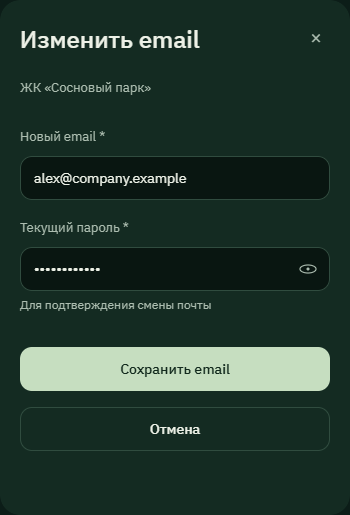 Изменить email
ЖК «Сосновый парк»
Новый email *
alex@company.example
Текущий пароль *
••••••••••••
Для подтверждения смены почты
Сохранить email
Отмена